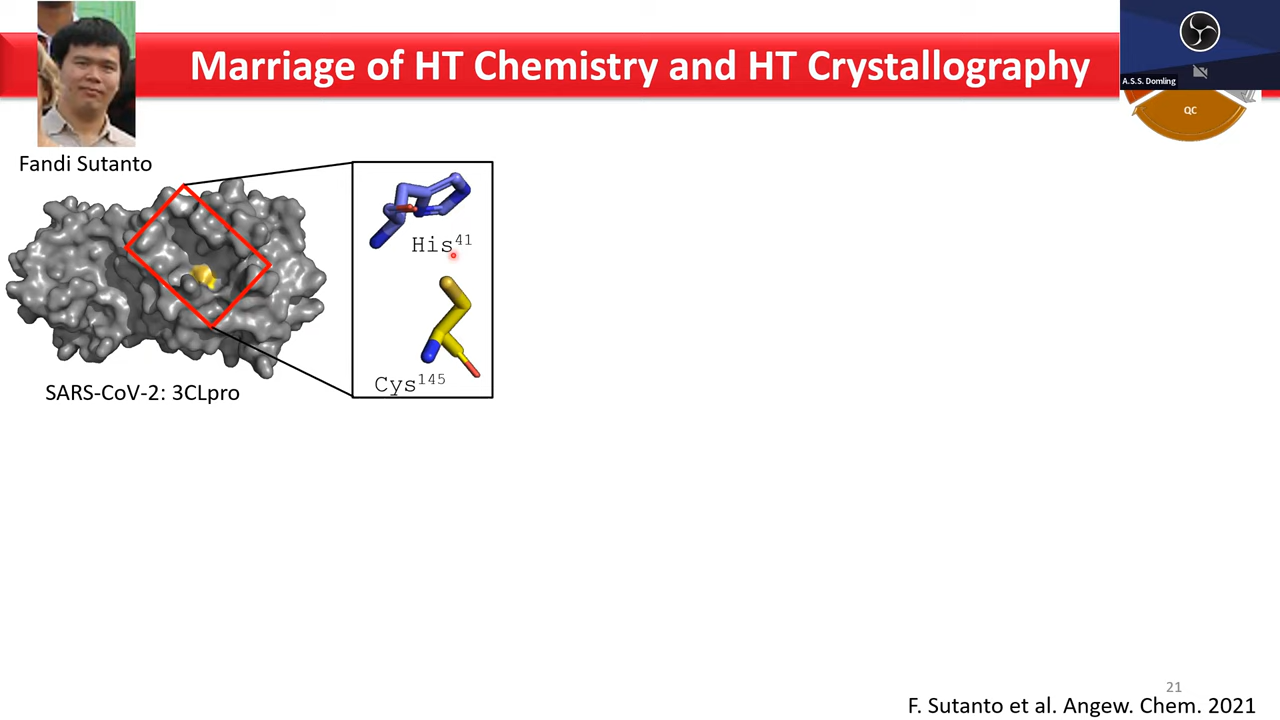 Marriage of HT Chemistry and HT Crystallography
A.S.S. Domling
QC
Fandi Sutanto
His41
Cys145
SARS-CoV-2: 3CLpro
21
F. Sutanto et al. Angew. Chem. 2021